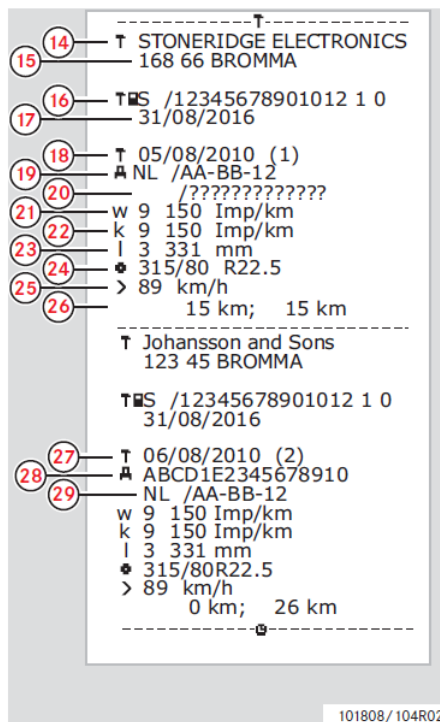 14 STONERIDGE ELECTRONICS
15 168 66 BROMMA
16 S /12345678901012 1 0
17 31/08/2016
18 05/08/2010 (1)
19 NL /AA-BB-12
20 /?????????????
21 w 9 150 Imp/km
22 k 9 150 Imp/km
23 l 3 331 mm
24 315/80 R22.5
25 > 89 km/h
26 15 km; 15 km
Johansson and Sons
123 45 BROMMA
S /12345678901012 1 0
31/08/2016
27 06/08/2010 (2)
28 ABCD1E2345678910
29 NL /AA-BB-12
w 9 150 Imp/km
k 9 150 Imp/km
l 3 331 mm
315/80R22.5
> 89 km/h
0 km; 26 km
101808/104R02